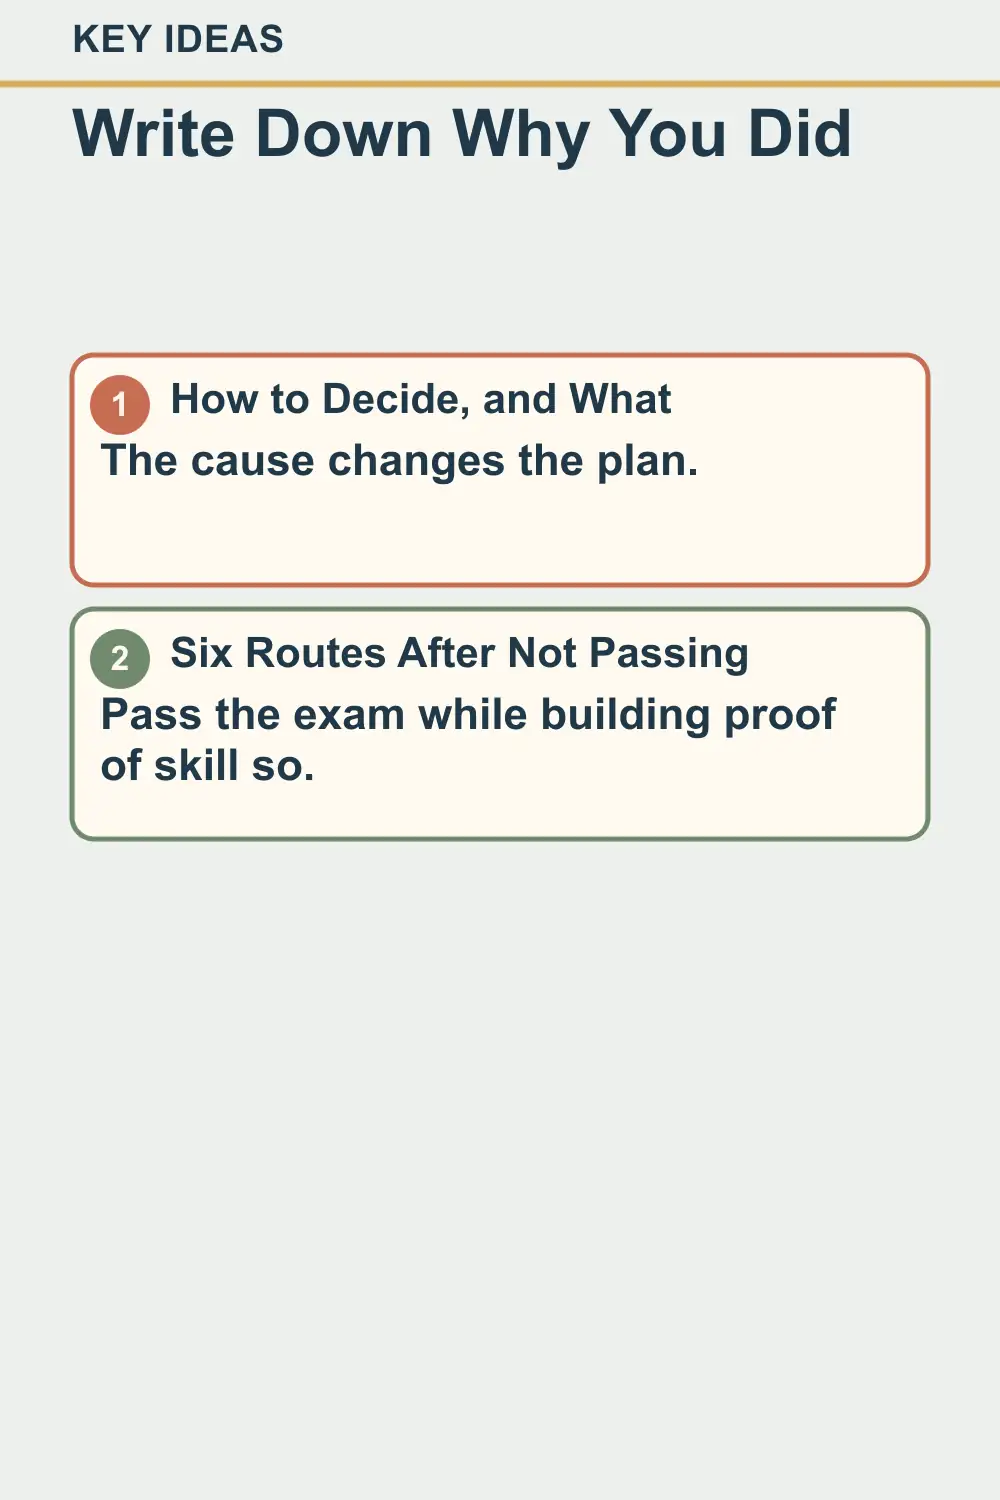 KEY IDEAS
Write Down Why You Did
1 How to Decide, and What
The cause changes the plan.
2 Six Routes After Not Passing
Pass the exam while building proof
of skill so.